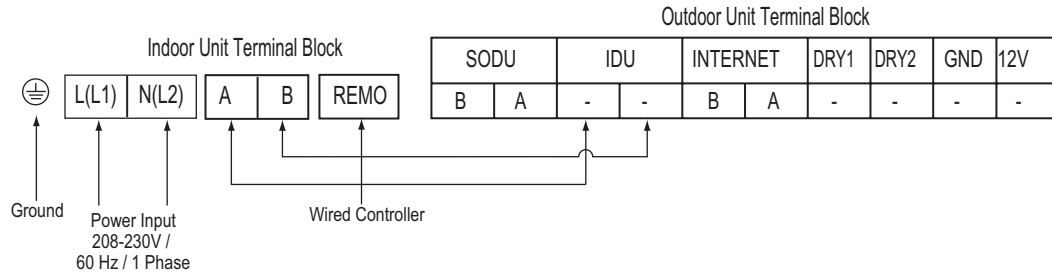 Outdoor Unit Terminal Block
Indoor Unit Terminal Block
SODU IDU INTERNET DRY1 DRY2 GND 12V
L(L1) N(L2) A B REMO
B A - - B A - - - -
Ground
Power Input
208-230V /
60 Hz / 1 Phase
Wired Controller